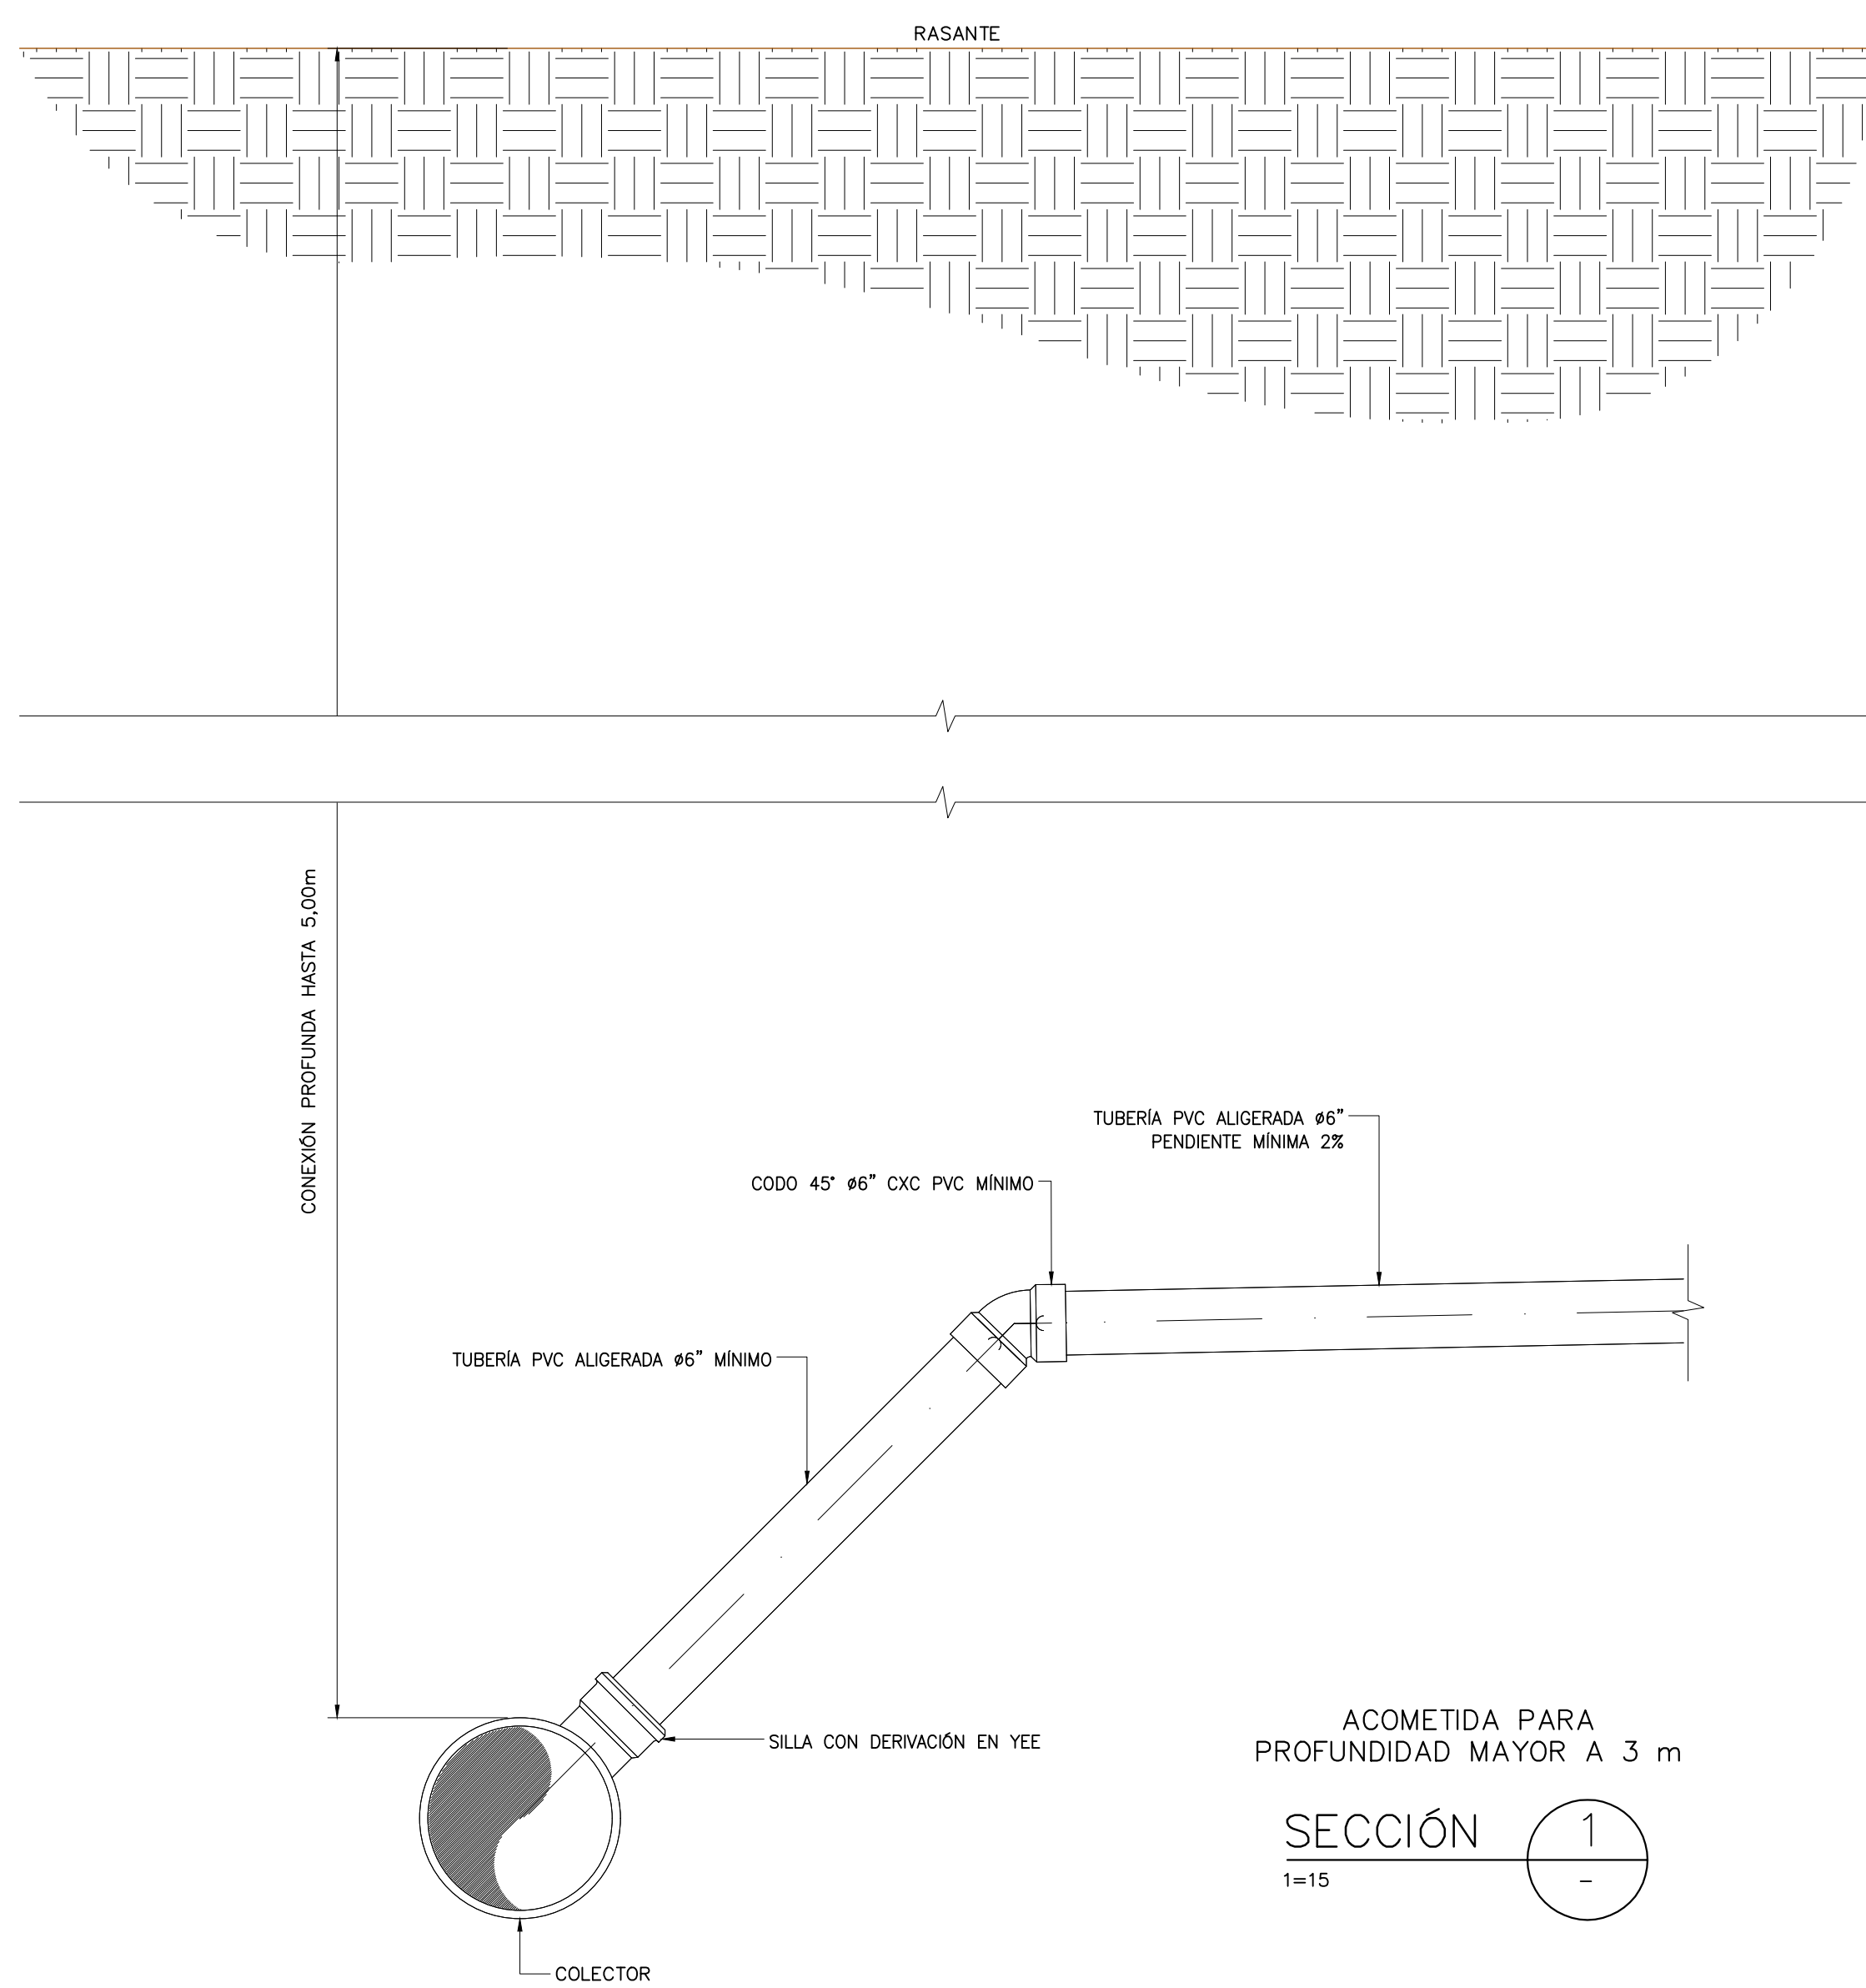 RASANTE
CONEXIÓN PROFUNDA HASTA 5,00m
TUBERÍA PVC ALIGERADA ø6”
PENDIENTE MÍNIMA 2%
CODO 45° ø6” CXC PVC MÍNIMO
TUBERÍA PVC ALIGERADA ø6” MÍNIMO
SILLA CON DERIVACIÓN EN YEE
COLECTOR
ACOMETIDA PARA
PROFUNDIDAD MAYOR A 3 m
SECCIÓN
1
1=15
-